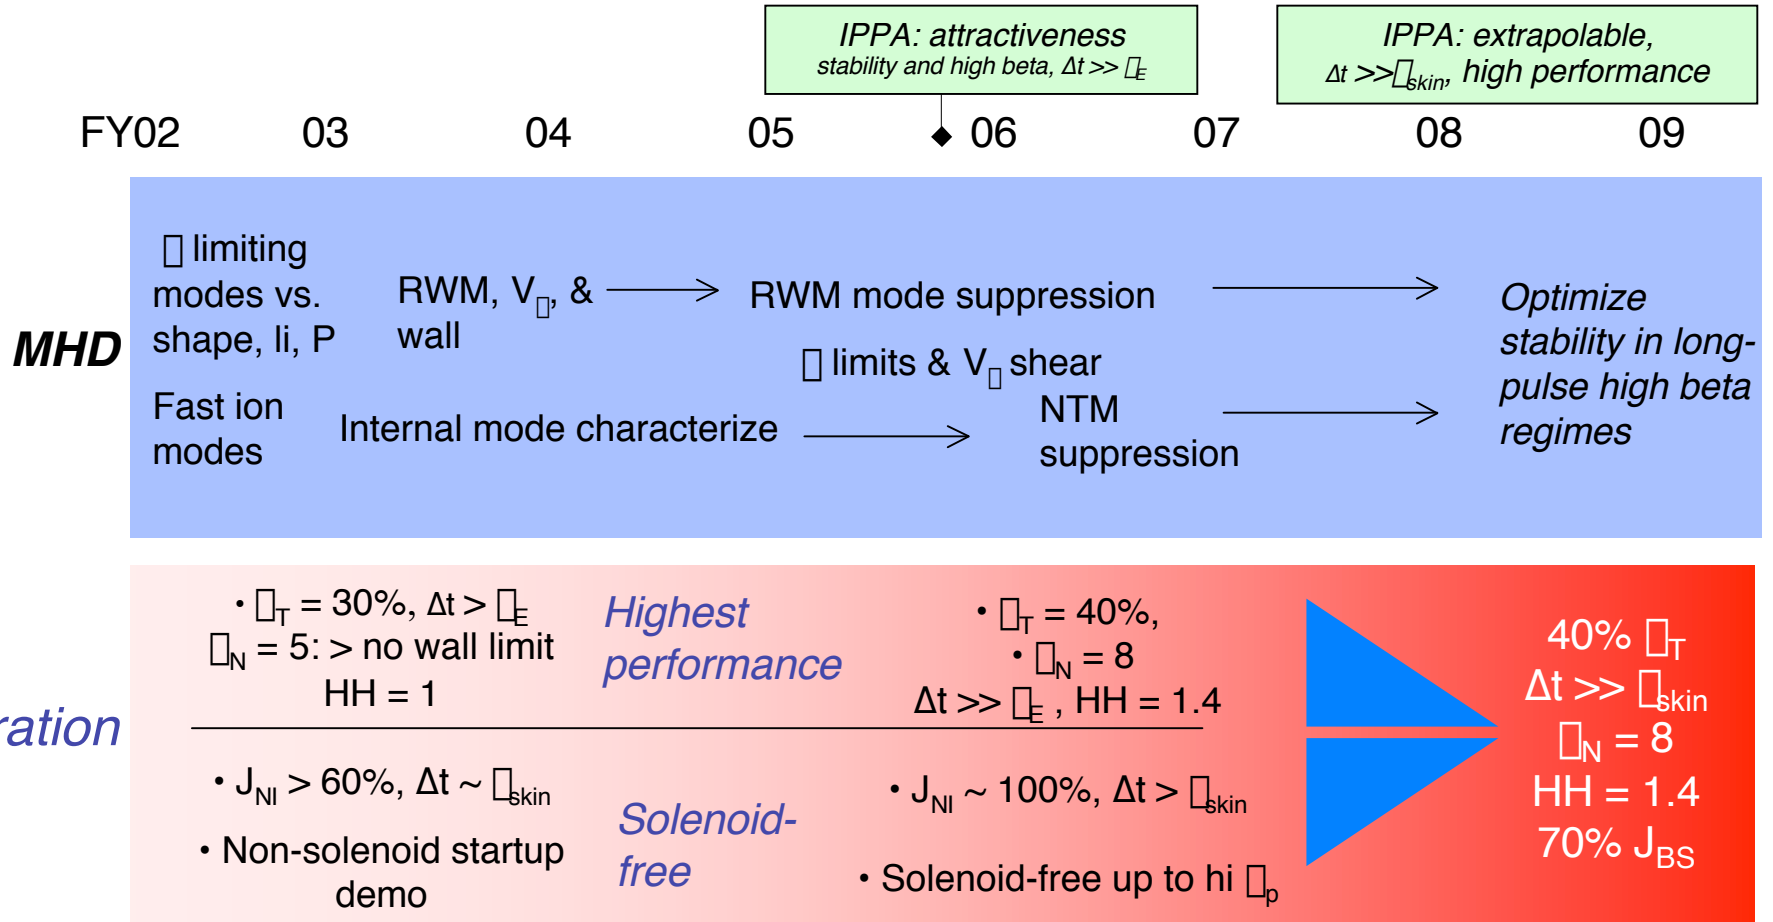 IPPA: attractiveness
stability and high beta, Δt >> ▯E
IPPA: extrapolable,
Δt >>▯skin, high performance
FY02 03 04 05 06 07 08 09
MHD
▯ limiting
modes vs.
shape, li, P
RWM, V▯, &
wall
RWM mode suppression
▯ limits & V▯ shear
Fast ion
modes
Internal mode characterize
NTM
suppression
Optimize
stability in long-
pulse high beta
regimes
ration
• ▯T = 30%, Δt > ▯E
▯N = 5: > no wall limit
HH = 1
Highest
performance
• ▯T = 40%,
• ▯N = 8
Δt >> ▯E , HH = 1.4
• JNI > 60%, Δt ~ ▯skin
• Non-solenoid startup
demo
Solenoid-
free
• JNI ~ 100%, Δt > ▯skin
• Solenoid-free up to hi ▯p
40% ▯T
Δt >> ▯skin
▯N = 8
HH = 1.4
70% JBS